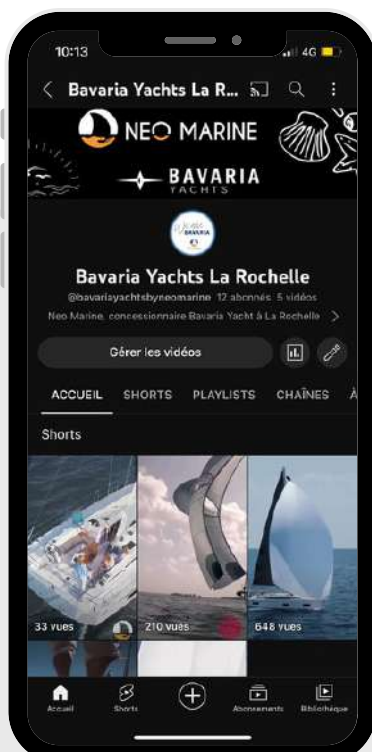 10:13
4G
Bavaria Yachts La R...
NEO MARINE
BAVARIA
YACHTS
BAVARIA
Bavaria Yachts La Rochelle
@bavariayachtsbyneomarine 12 abonnés 5 vidéos
Neo Marine, concessionnaire Bavaria Yacht à La Rochelle
Gérer les vidéos
ACCUEIL SHORTS PLAYLISTS CHAÎNES À
Shorts
33 vues
210 vues
648 vues
Accueil Shorts Abonnements Bibliothèque